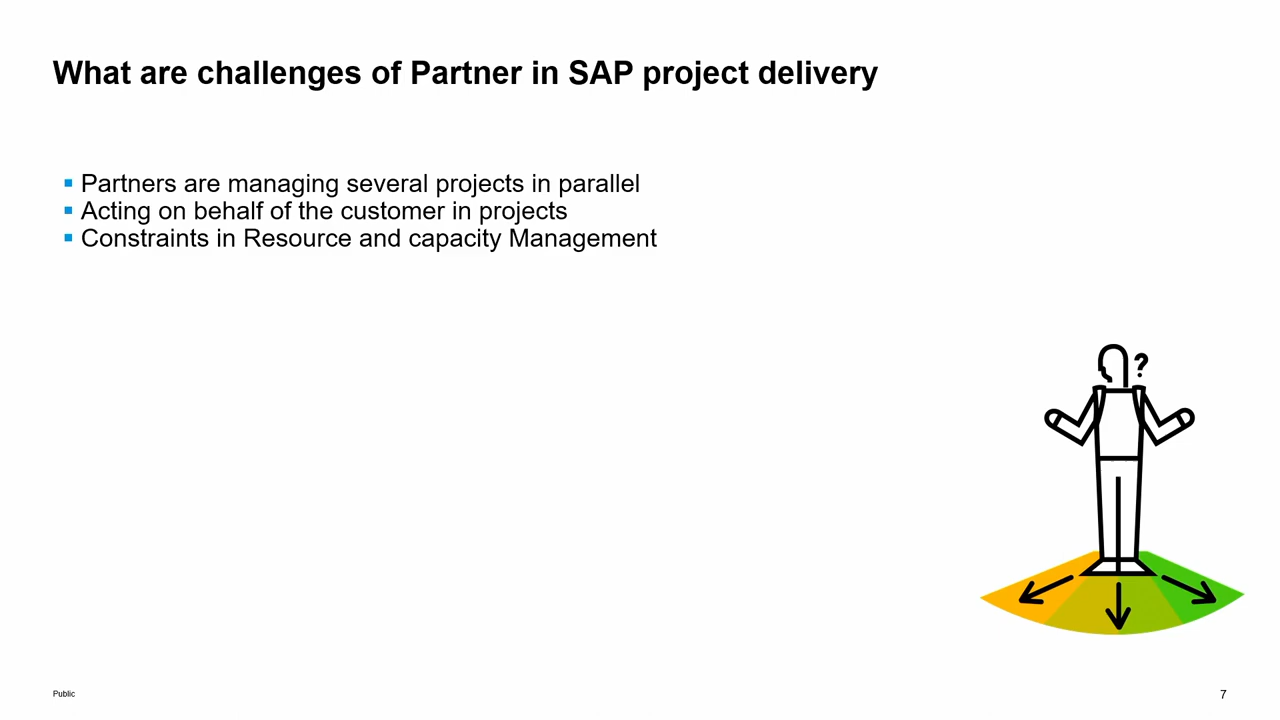 What are challenges of Partner in SAP project delivery
Partners are managing several projects in parallel
Acting on behalf of the customer in projects
Constraints in Resource and capacity Management
?
Public
7